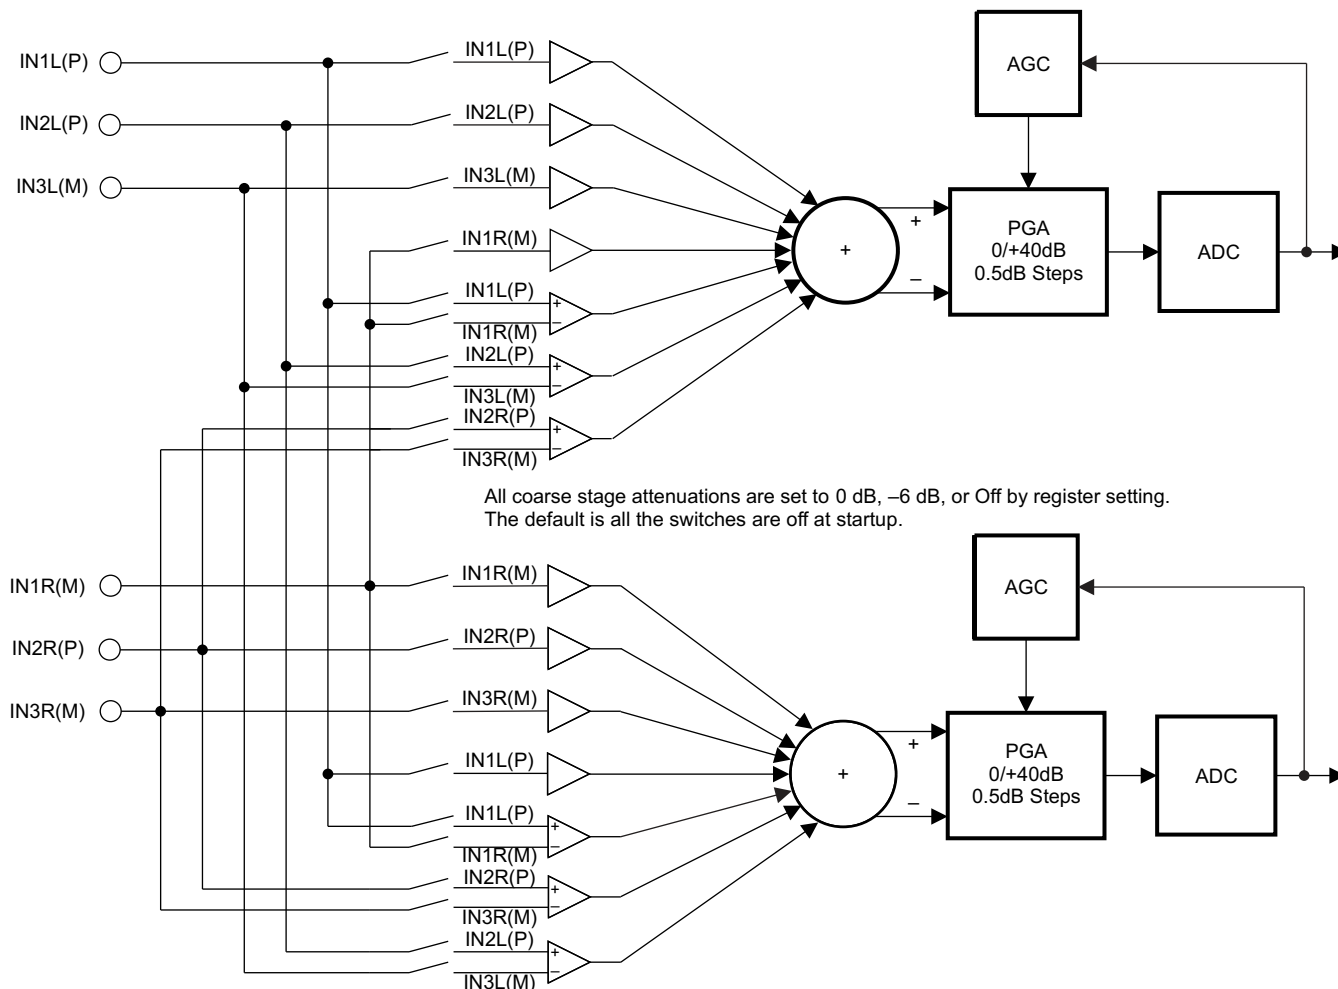 IN1L(P)
IN2L(P)
IN3L(M)
IN1L(P)
IN2L(P)
IN3L(M)
IN1R(M)
IN1L(P)
+
−
IN1R(M)
IN2L(P)
+
−
IN3L(M)
IN2R(P)
+
−
IN3R(M)
+
+
−
AGC
PGA
0/+40dB
0.5dB Steps
ADC
All coarse stage attenuations are set to 0 dB, –6 dB, or Off by register setting.
The default is all the switches are off at startup.
IN1R(M)
IN2R(P)
IN3R(M)
IN1R(M)
IN2R(P)
IN3R(M)
IN1L(P)
IN1L(P)
+
−
IN1R(M)
IN2R(P)
+
−
IN3R(M)
IN2L(P)
+
−
IN3L(M)
+
+
−
AGC
PGA
0/+40dB
0.5dB Steps
ADC